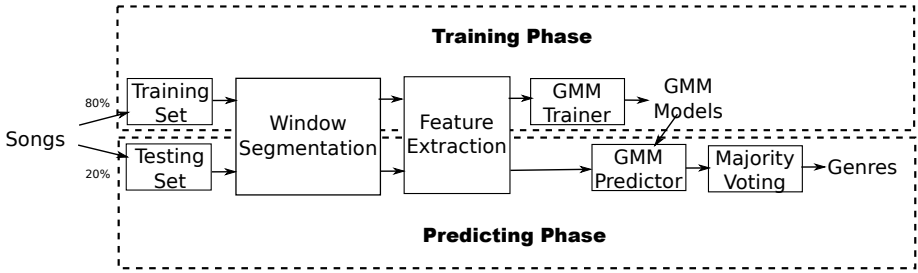 Training Phase
80%
Training
Set
Window
Segmentation
Feature
Extraction
GMM
Trainer
GMM
Models
Songs
20%
Testing
Set
GMM
Predictor
Majority
Voting
Genres
Predicting Phase